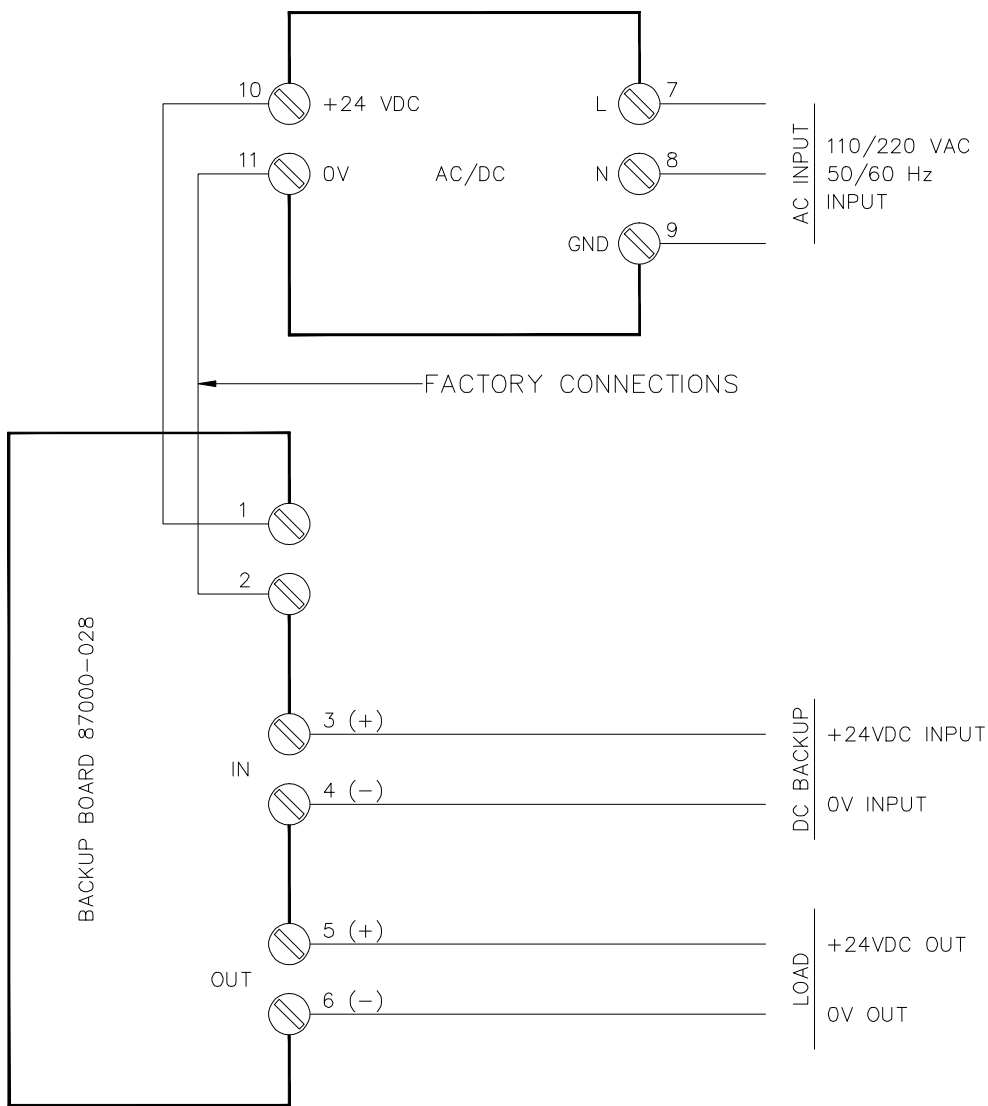 10
+24 VDC
L
7
11
0V
AC/DC
N
8
GND
9
AC INPUT
110/220 VAC
50/60 Hz
INPUT
FACTORY CONNECTIONS
1
2
BACKUP BOARD 87000-028
3 (+)
IN
4 (-)
DC BACKUP
+24VDC INPUT
0V INPUT
5 (+)
OUT
6 (-)
LOAD
+24VDC OUT
0V OUT